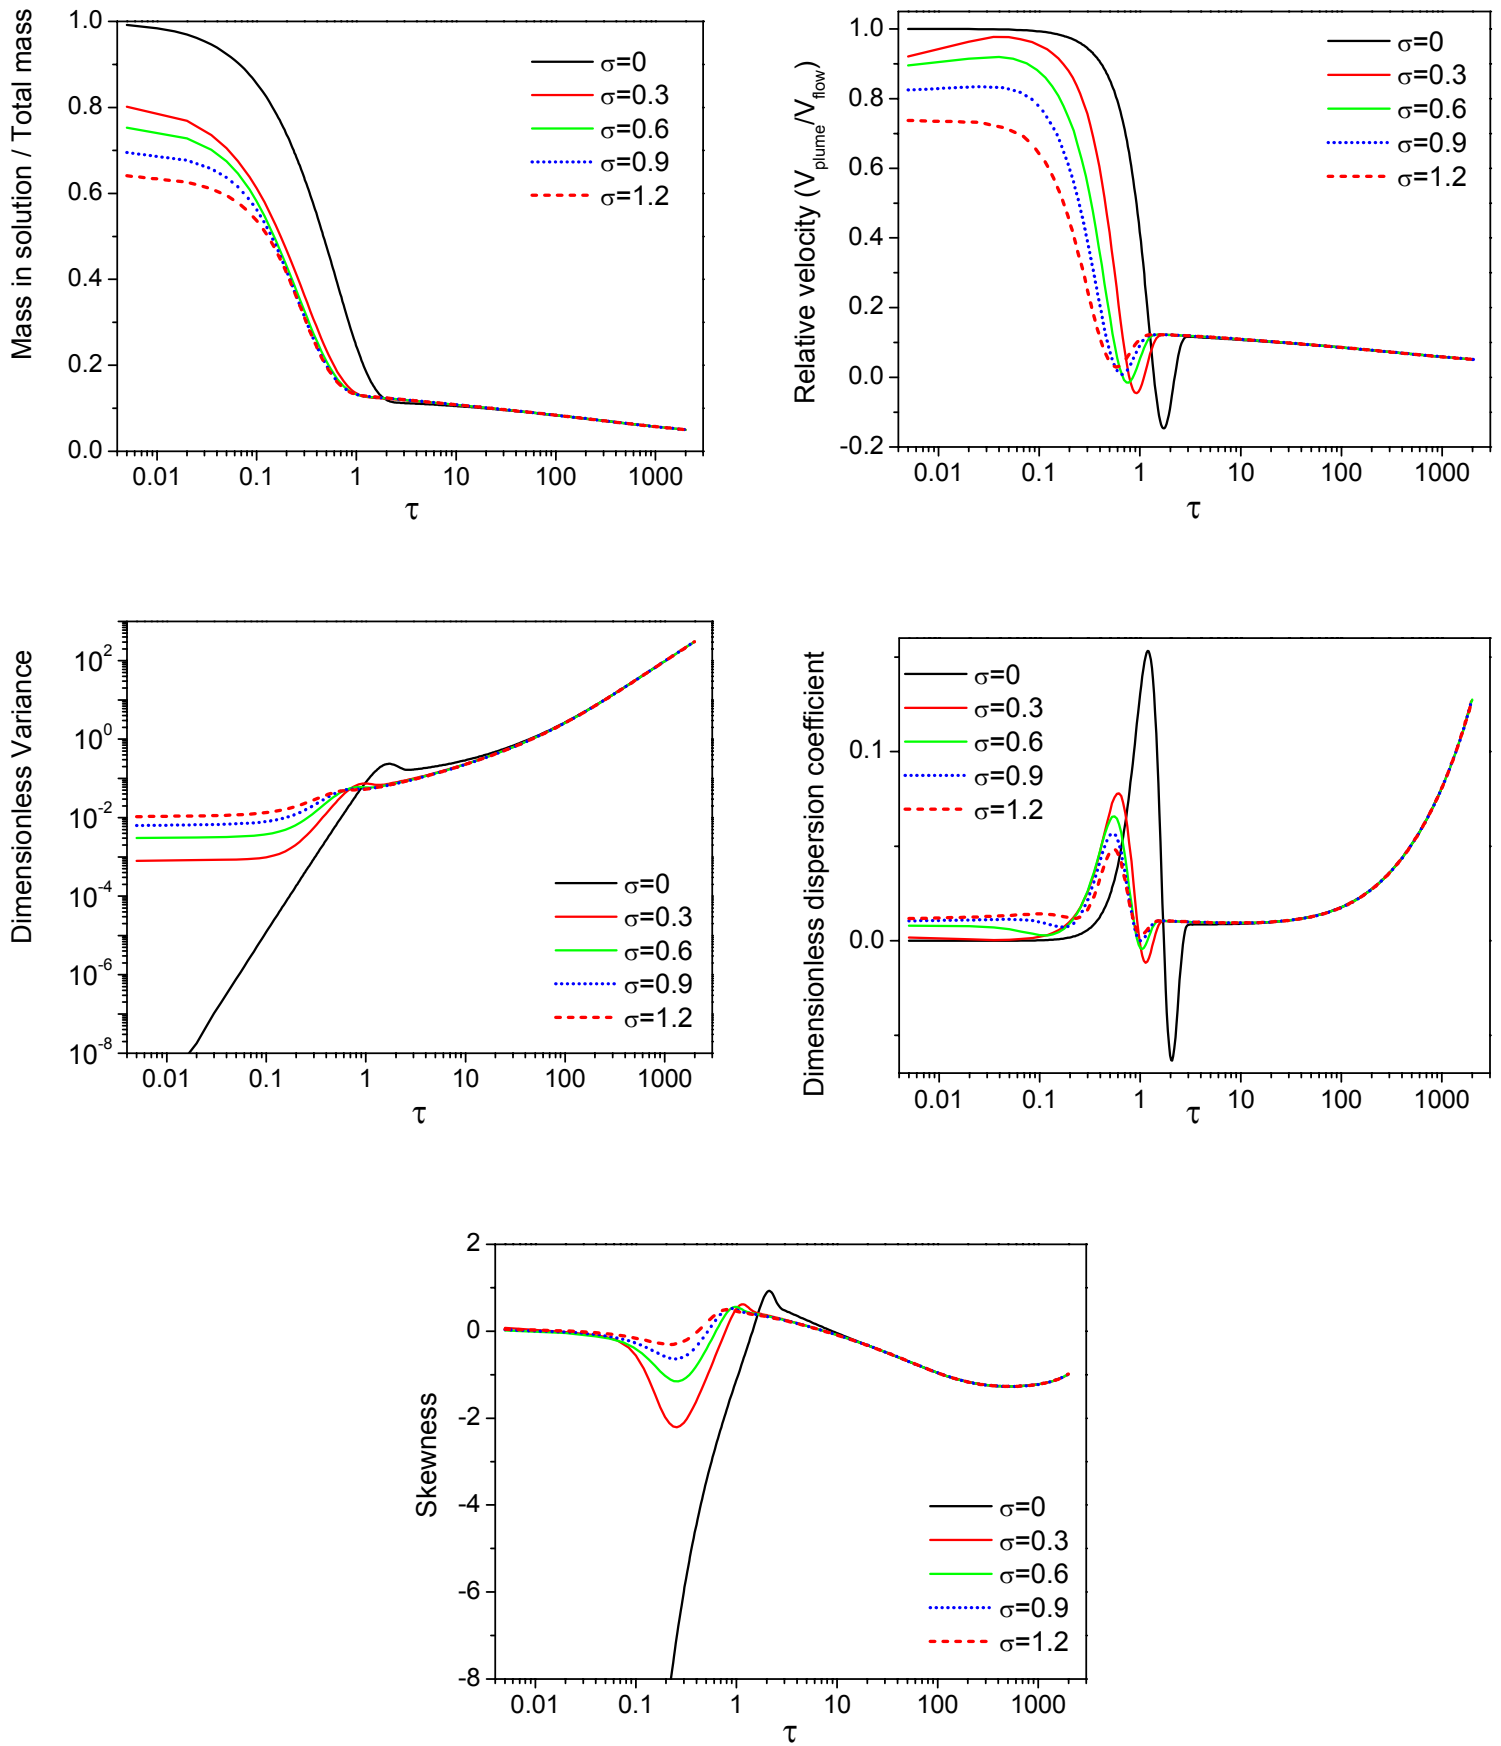 Mass in solution / Total mass
1.0
0.8
0.6
0.4
0.2
0.0
σ=0
σ=0.3
σ=0.6
σ=0.9
σ=1.2
0.01 0.1 1 10 100 1000
τ
Relative velocity (Vplume/Vflow)
1.0
0.8
0.6
0.4
0.2
0.0
-0.2
σ=0
σ=0.3
σ=0.6
σ=0.9
σ=1.2
0.01 0.1 1 10 100 1000
τ
Dimensionless Variance
10^2
10^0
10^-2
10^-4
10^-6
10^-8
σ=0
σ=0.3
σ=0.6
σ=0.9
σ=1.2
0.01 0.1 1 10 100 1000
τ
Dimensionless dispersion coefficient
0.1
0.0
σ=0
σ=0.3
σ=0.6
σ=0.9
σ=1.2
0.01 0.1 1 10 100 1000
τ
Skewness
2
0
-2
-4
-6
-8
σ=0
σ=0.3
σ=0.6
σ=0.9
σ=1.2
0.01 0.1 1 10 100 1000
τ